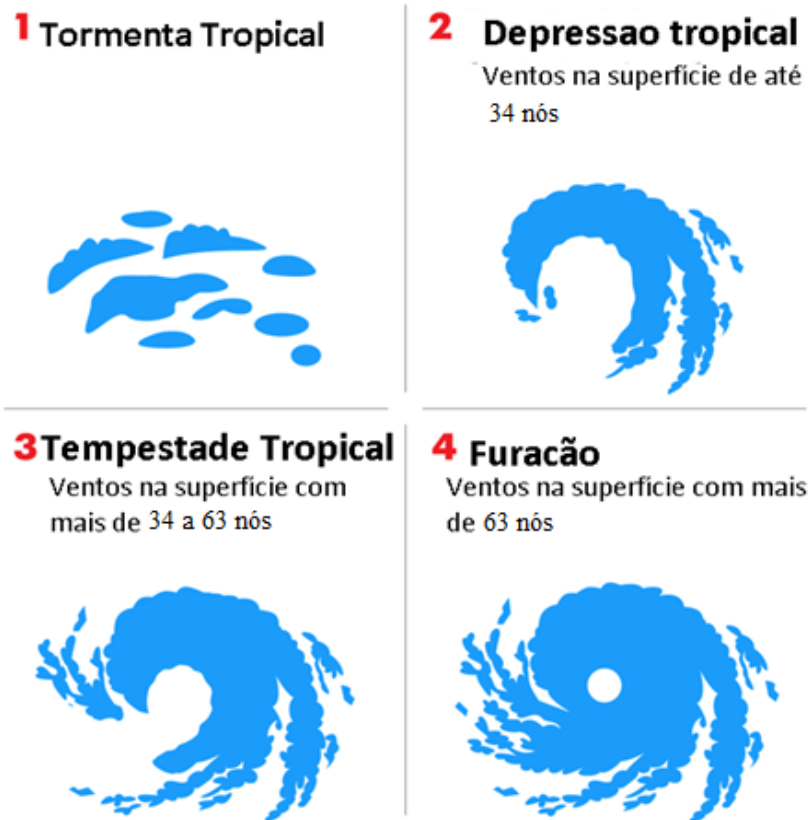 1 Tormenta Tropical
2 Depressao tropical
Ventos na superfície de até
34 nós
3 Tempestade Tropical
Ventos na superfície com
mais de 34 a 63 nós
4 Furacão
Ventos na superfície com mais
de 63 nós